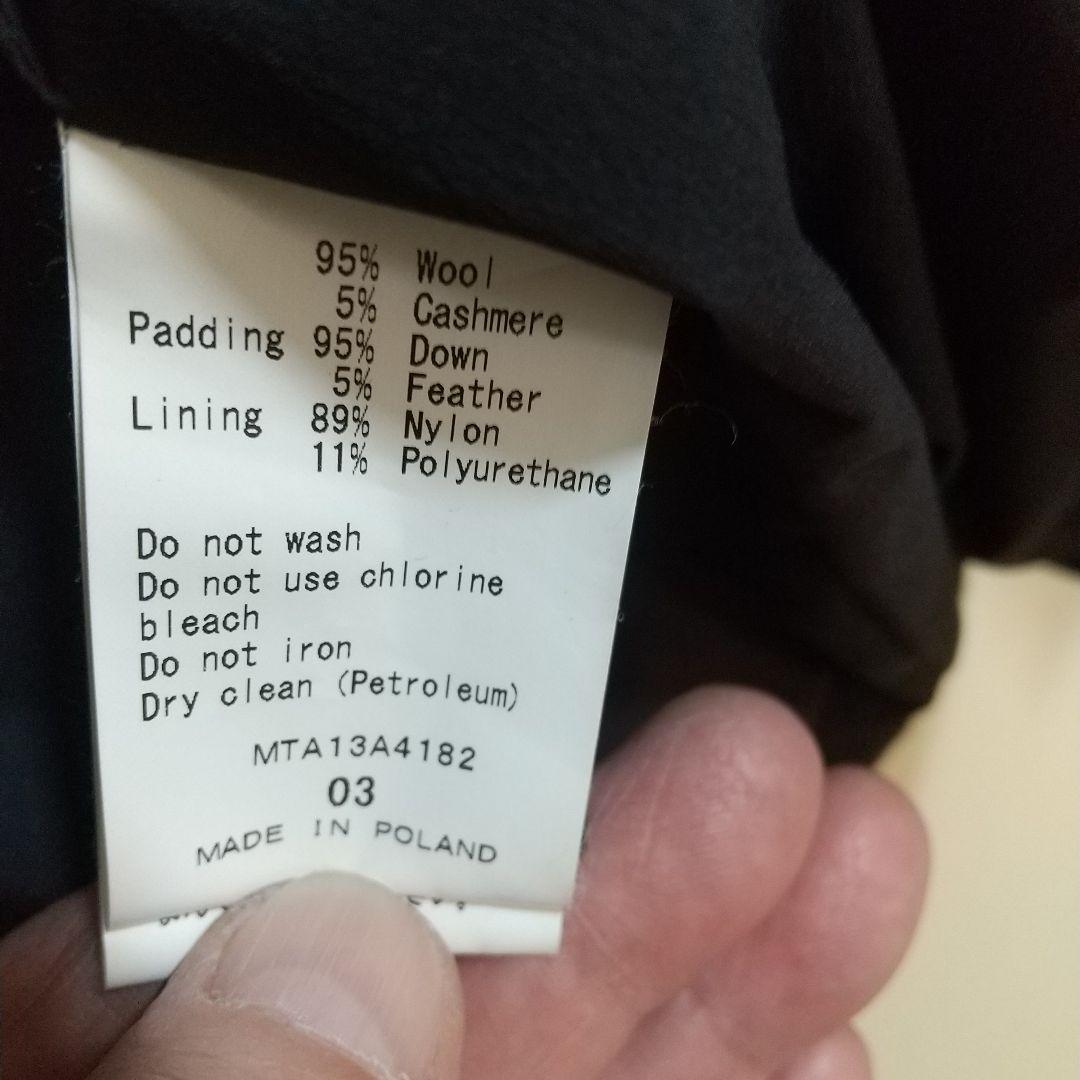 95% Wool
5% Cashmere
Padding 95% Down
5% Feather
Lining 89% Nylon
11% Polyurethane
Do not wash
Do not use chlorine
bleach
Do not iron
Dry clean (Petroleum)
MTA13A4182
03
MADE IN POLAND